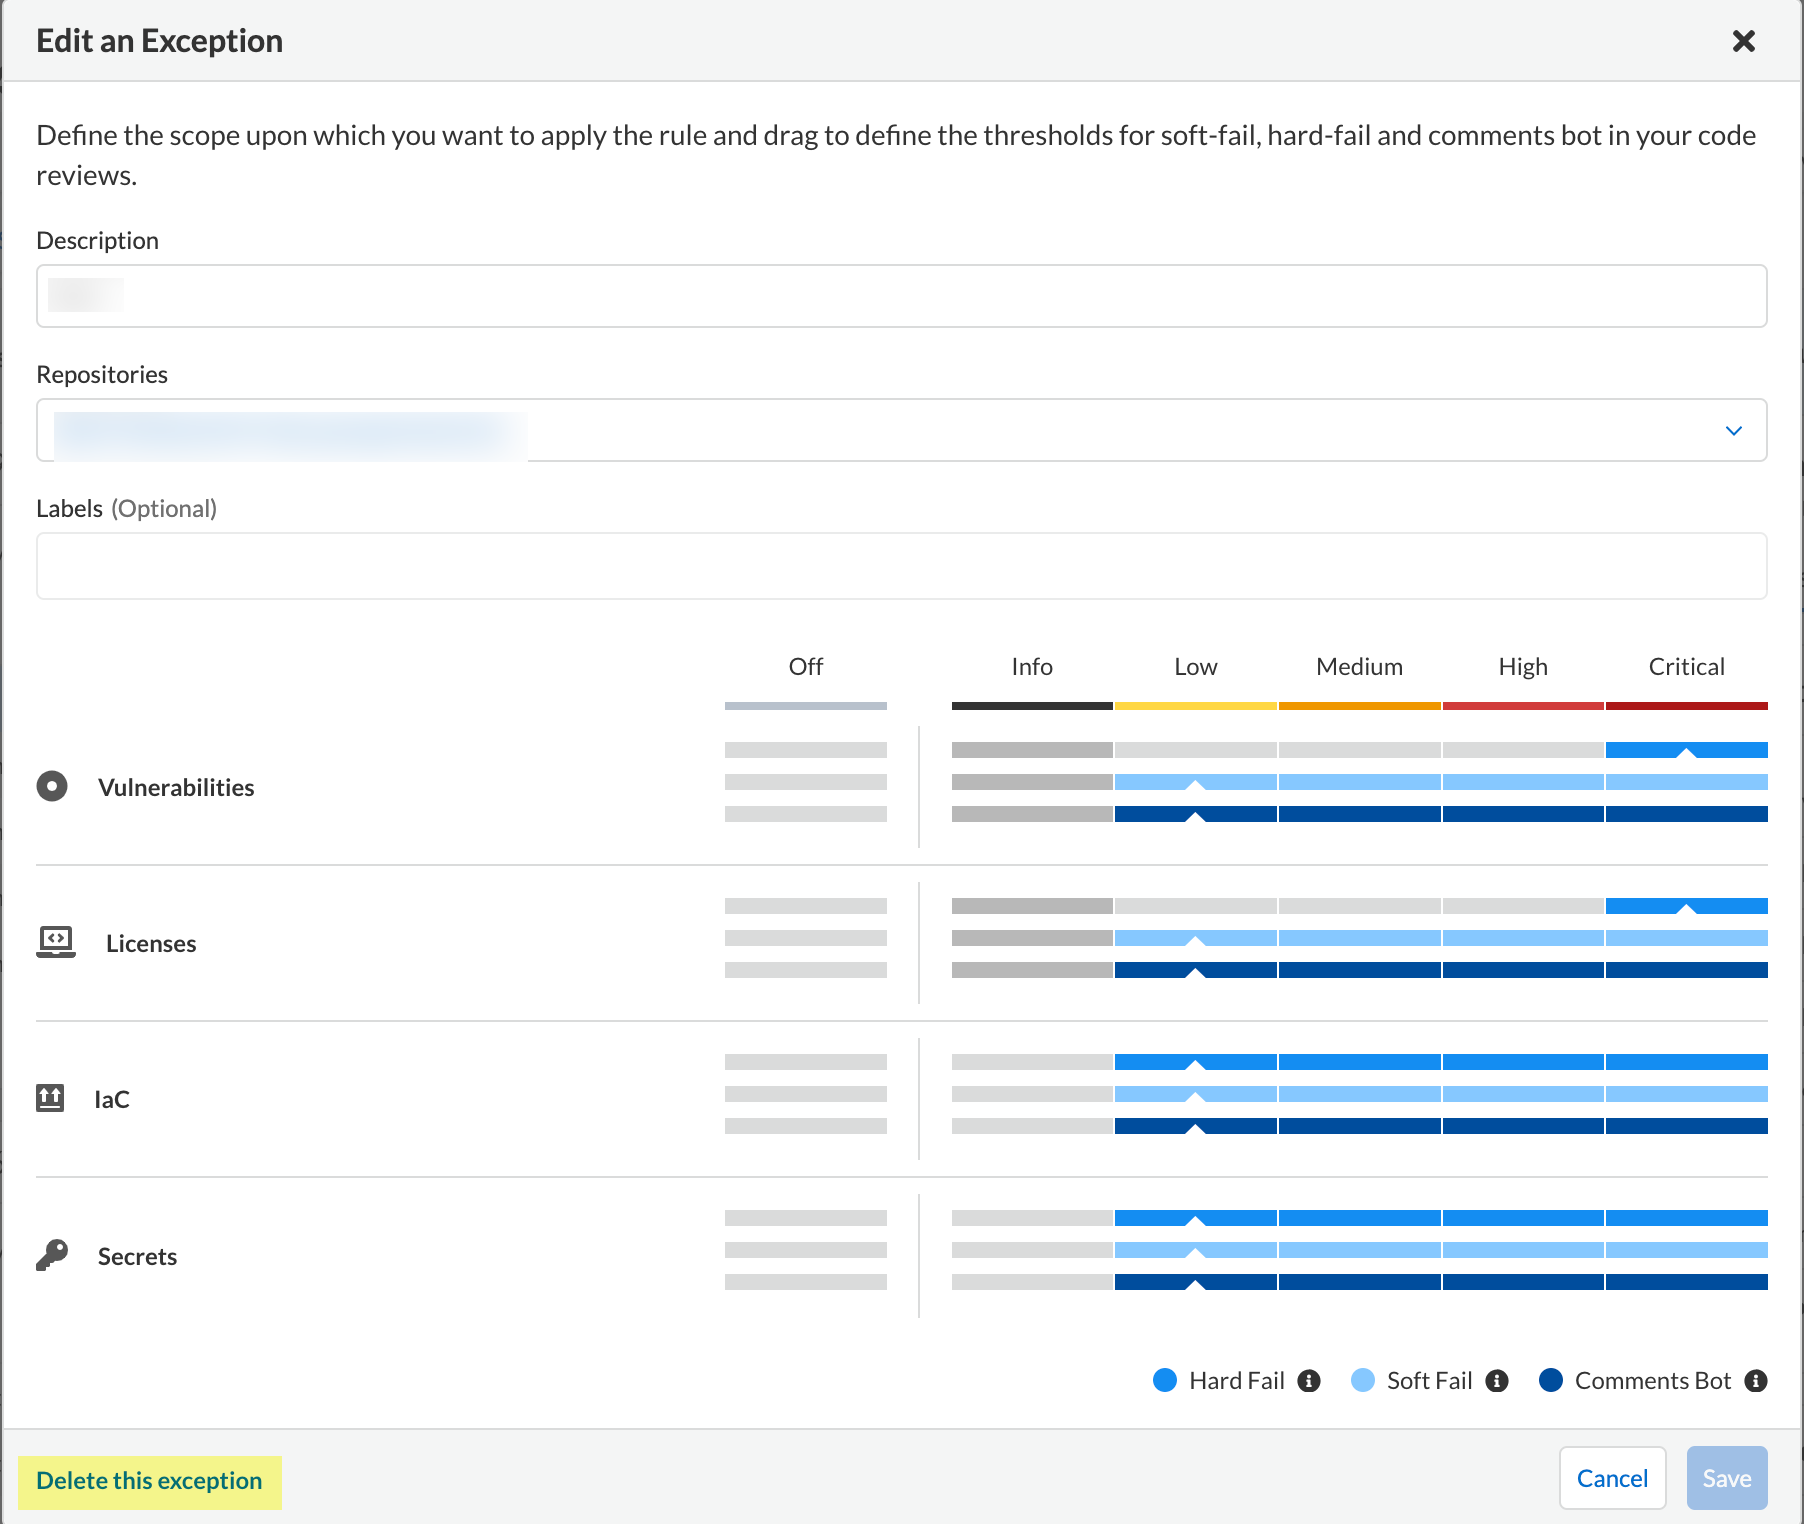 Edit an Exception
Define the scope upon which you want to apply the rule and drag to define the thresholds for soft-fail, hard-fail and comments bot in your code
reviews.
Description
Repositories
Labels (Optional)
Off Info Low Medium High Critical
Vulnerabilities
Licenses
IaC
Secrets
Hard Fail Soft Fail Comments Bot
Delete this exception Cancel Save